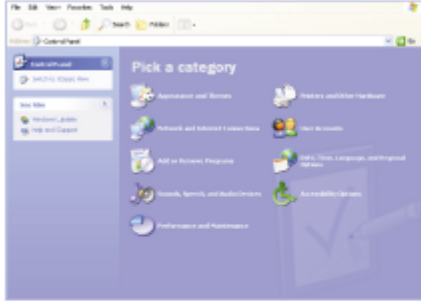 File Edit View Favorites Tools Help
Back Search Folders
Address Control Panel Go
Control Panel
Switch to Classic View
See Also
Windows Update
Help and Support
Pick a category
Appearance and Themes
Printers and Other Hardware
Network and Internet Connections
User Accounts
Add or Remove Programs
Date, Time, Language, and Regional
Options
Sounds, Speech, and Audio Devices
Accessibility Options
Performance and Maintenance